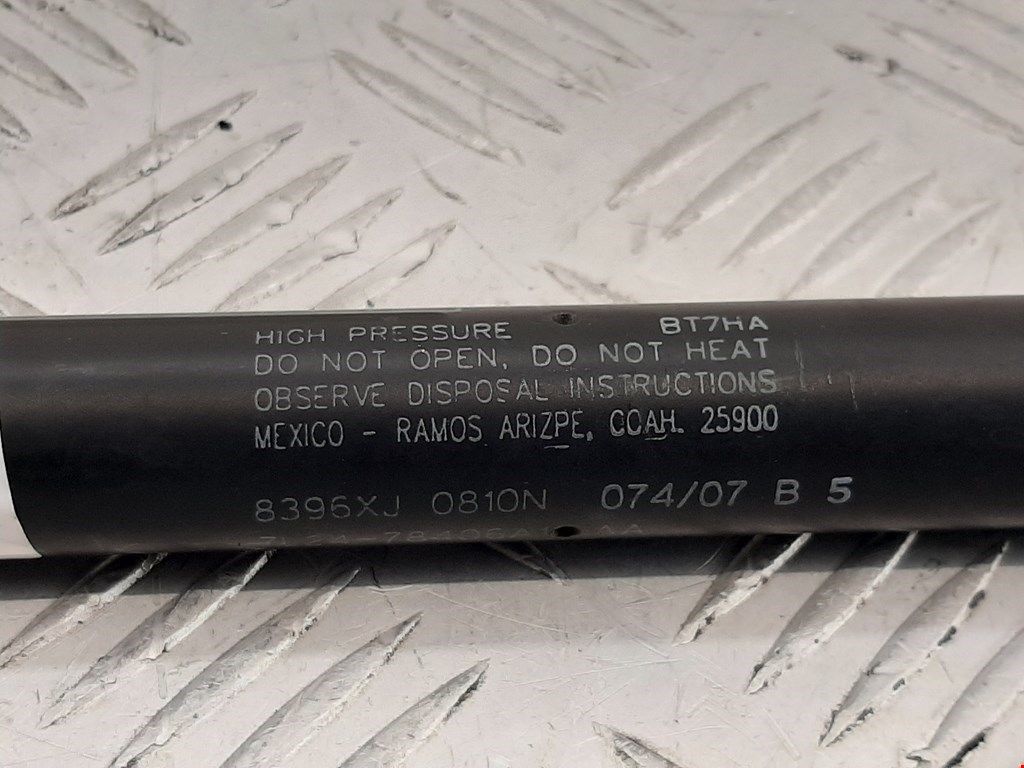 HIGH PRESSURE BT7HA
DO NOT OPEN, DO NOT HEAT
OBSERVE DISPOSAL INSTRUCTIONS
MEXICO - RAMOS ARIZPE, COAH. 25900
8396XJ 0810N 074/07 B 5